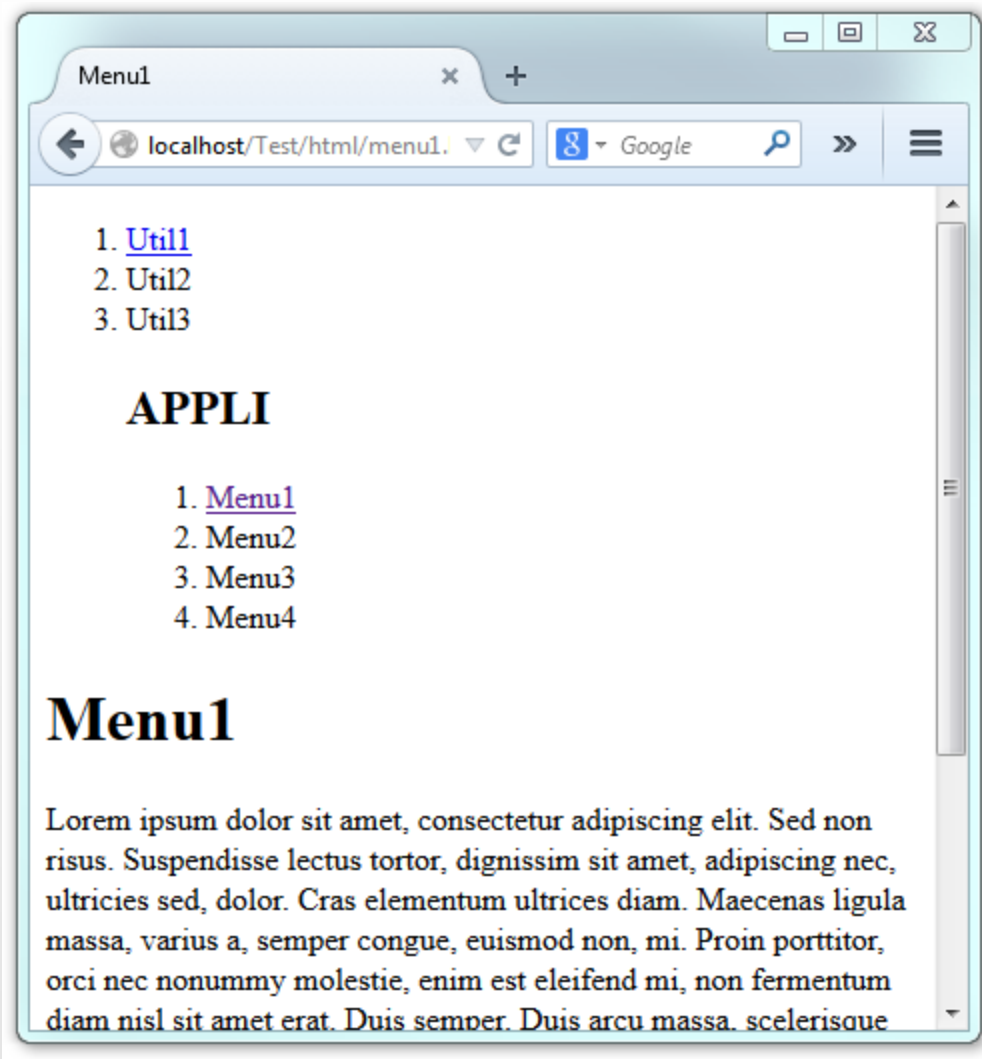 Menu1
localhost/Test/html/menu1.
8 Google
1. Util1
2. Util2
3. Util3
APPLI
1. Menu1
2. Menu2
3. Menu3
4. Menu4
Menu1
Lorem ipsum dolor sit amet, consectetur adipiscing elit. Sed non
risus. Suspendisse lectus tortor, dignissim sit amet, adipiscing nec,
ultricies sed, dolor. Cras elementum ultrices diam. Maecenas ligula
massa, varius a, semper congue, euismod non, mi. Proin porttitor,
orci nec nonummy molestie, enim est eleifend mi, non fermentum
diam nisl sit amet erat. Duis semper. Duis arcu massa, scelerisque